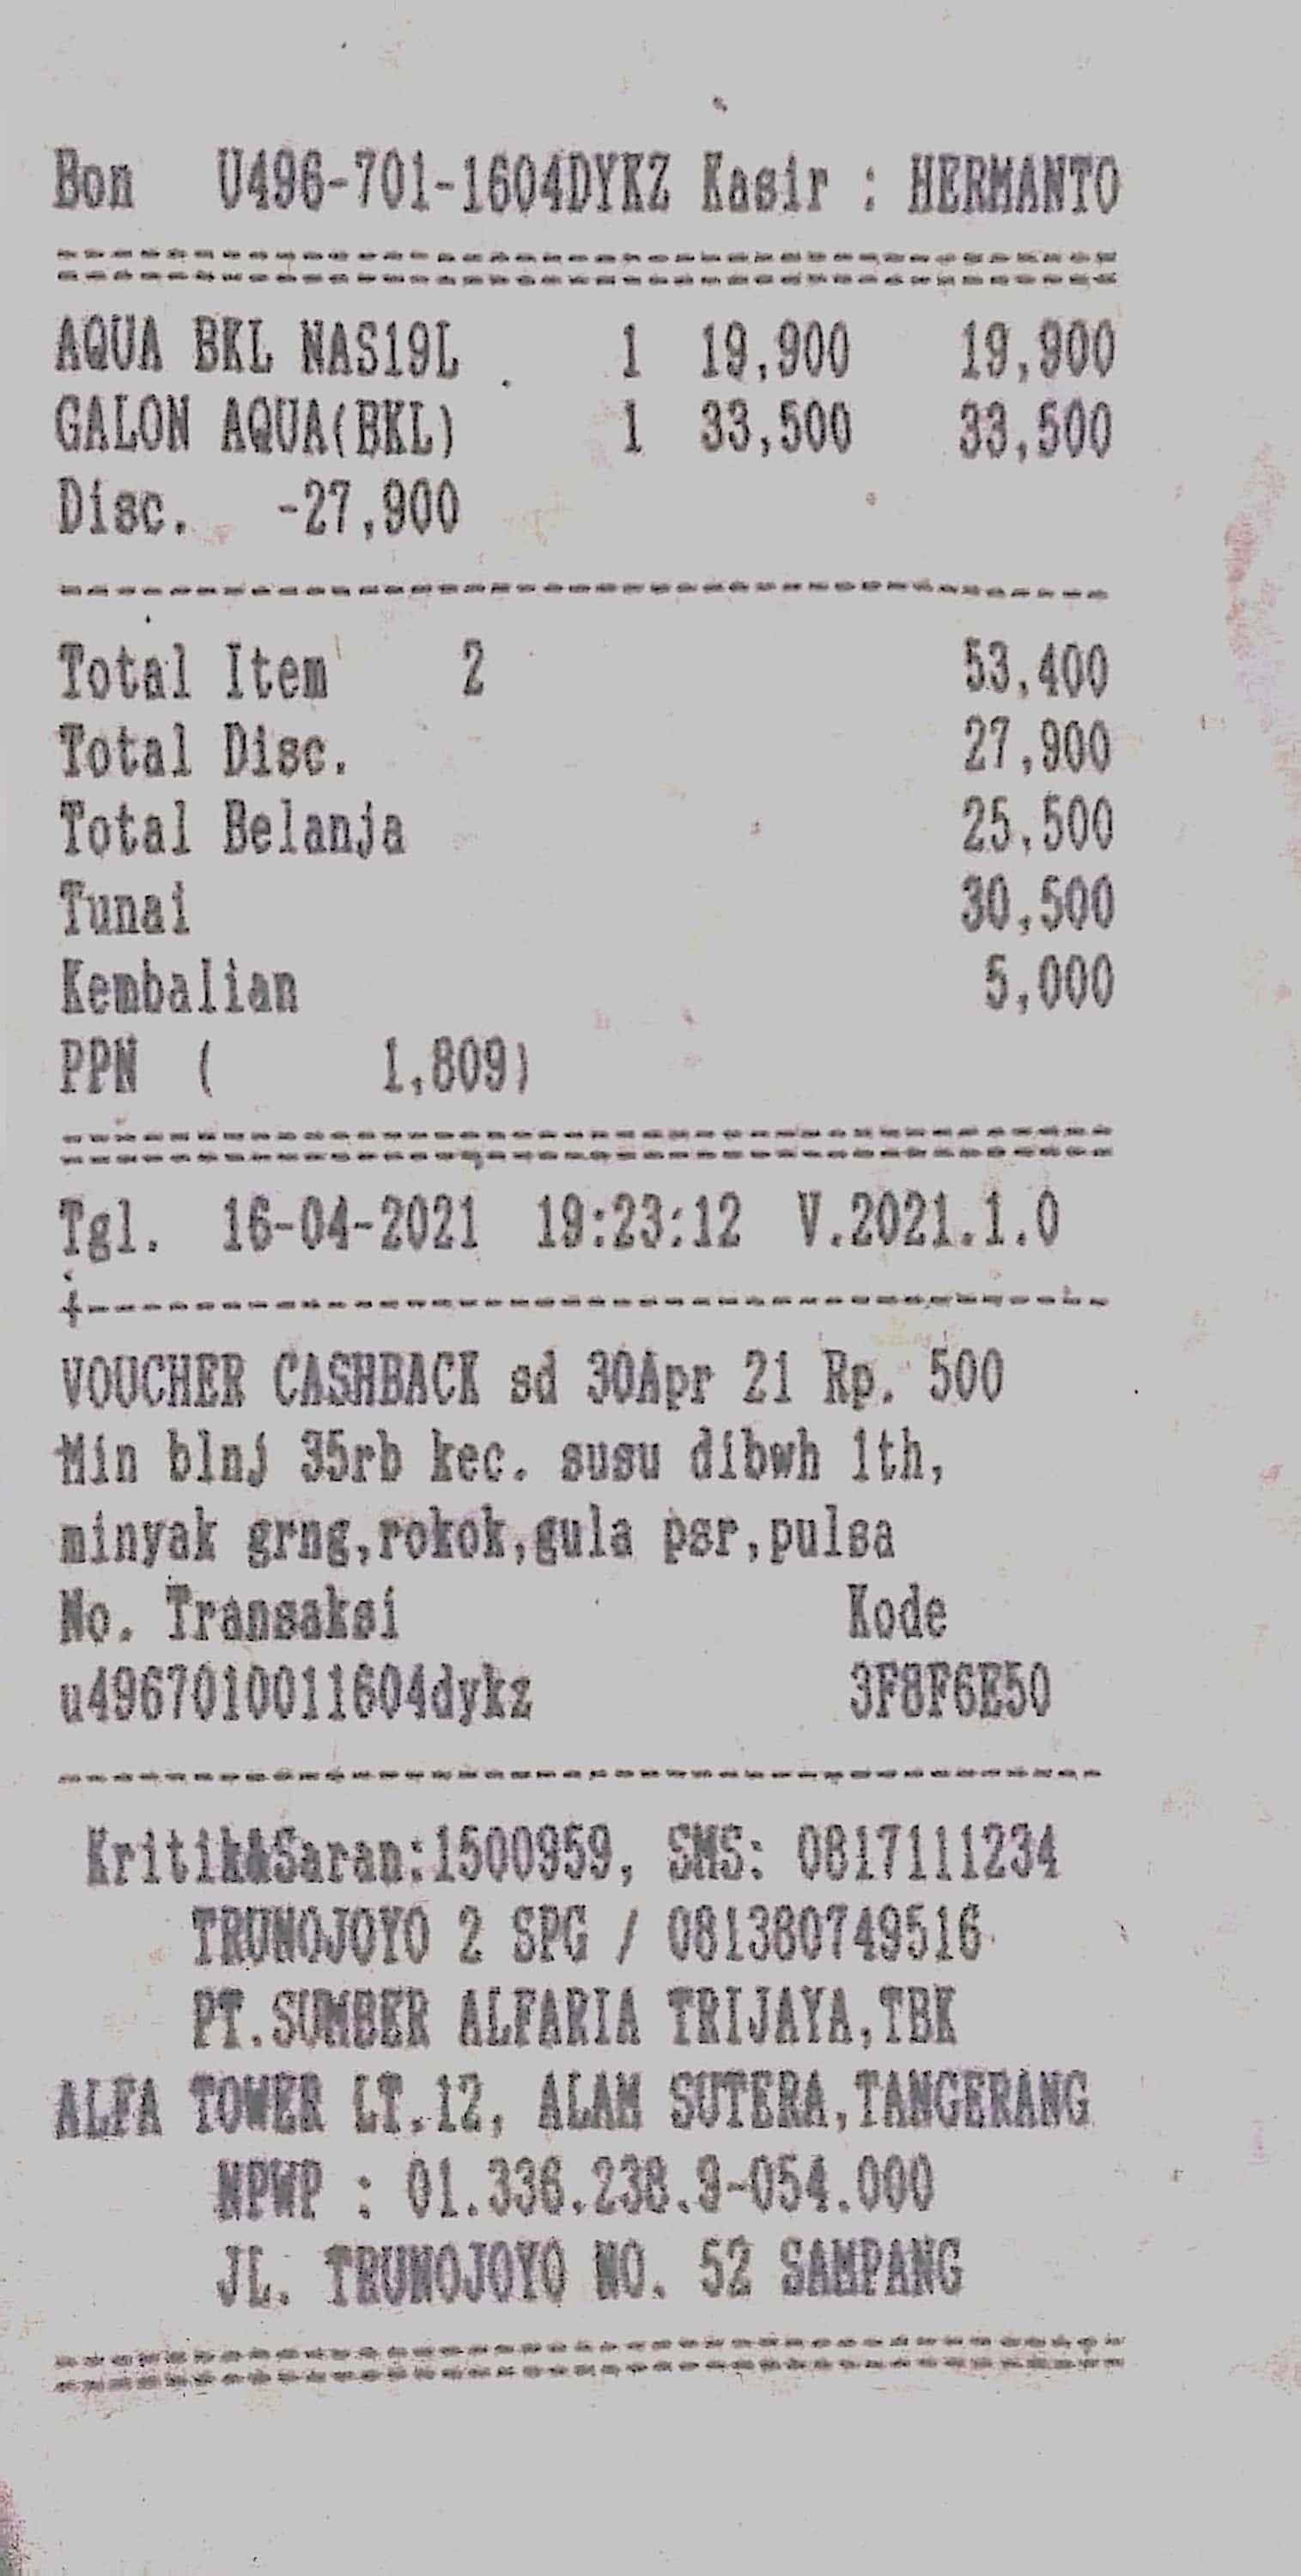 Bon U496-701-1604DYKZ Kasir : HERMANTO
AQUA BKL NAS19L 1 19,900 19,900
GALON AQUA(BKL) 1 33,500 33,500
Disc. -27,900
Total Item 2 53,400
Total Disc. 27,900
Total Belanja 25,500
Tunai 30,500
Kembalian 5,000
PPN ( 1,809)
Tgl. 16-04-2021 19:23:12 V.2021.1.0
VOUCHER CASHBACK sd 30Apr 21 Rp. 500
Min blnj 35rb kec. susu dibwh 1th,
minyak grng,rokok,gula psr,pulsa
No. Transaksi Kode
u4967010011604dykz 3F8F6E50
Kritik&Saran:1500959, SMS: 0817111234
TRUNOJOYO 2 SPG / 081380749516
PT.SUMBER ALFARIA TRIJAYA,TBK
ALFA TOWER LT.12, ALAM SUTERA,TANGERANG
NPWP : 01.336.238.9-054.000
JL. TRUNOJOYO NO. 52 SAMPANG